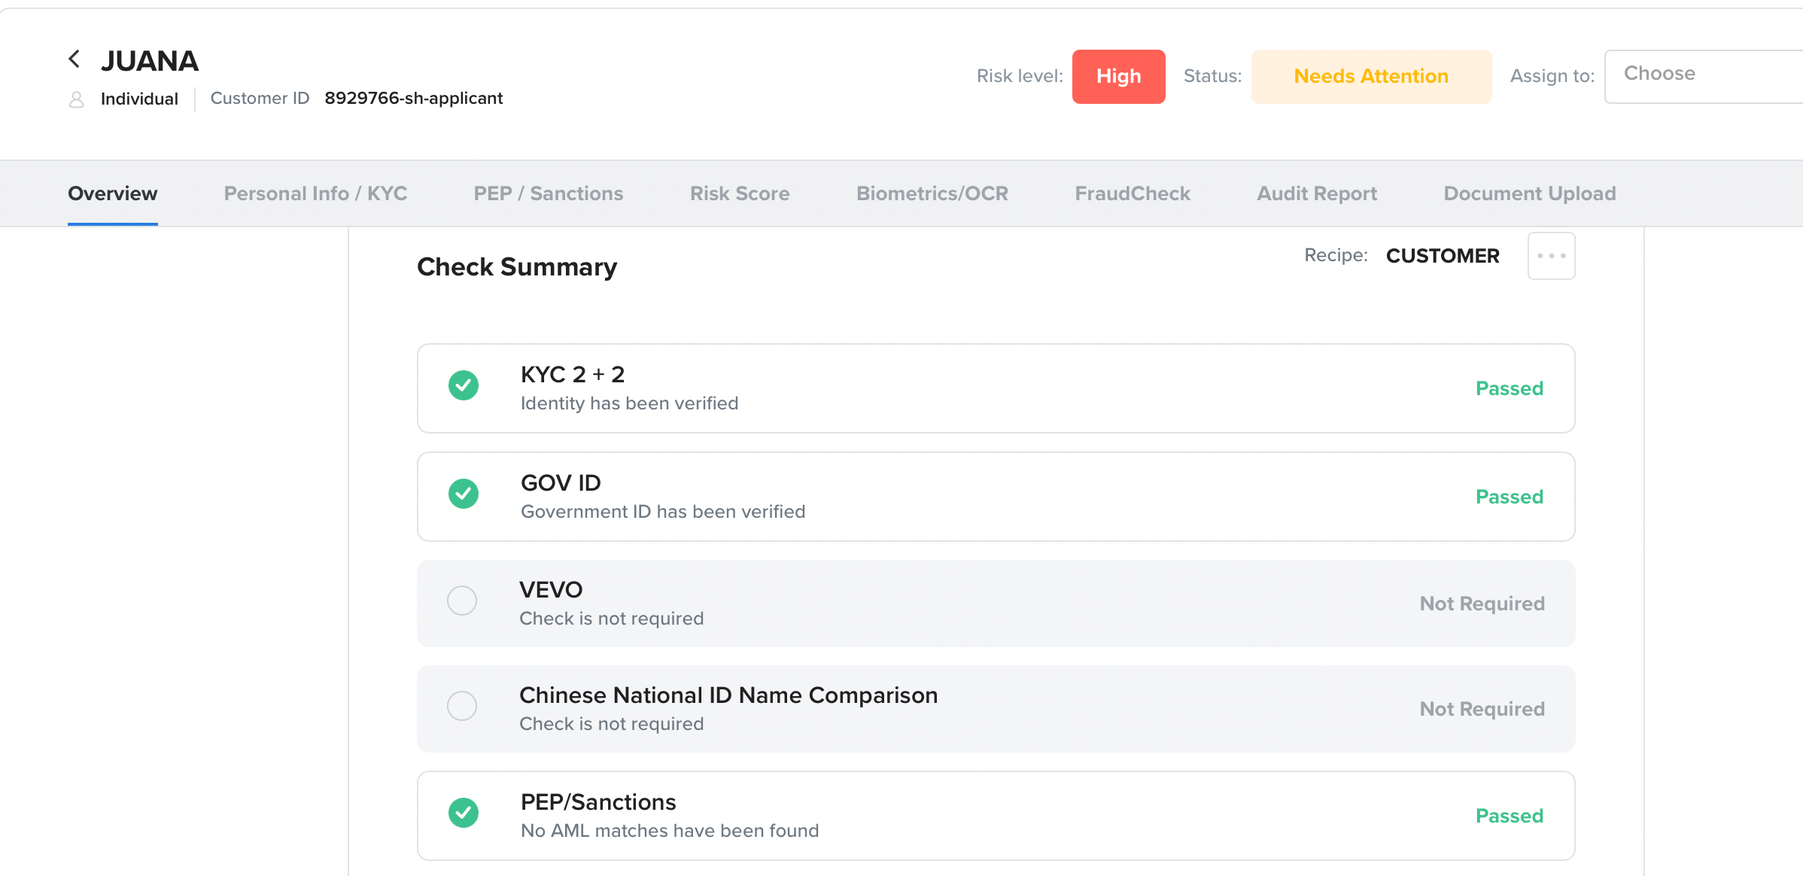 JUANA
Individual Customer ID 8929766-sh-applicant
Risk level: High Status: Needs Attention Assign to: Choose
Overview Personal Info / KYC PEP / Sanctions Risk Score Biometrics/OCR FraudCheck Audit Report Document Upload
Check Summary
Recipe: CUSTOMER
KYC 2 + 2
Identity has been verified
Passed
GOV ID
Government ID has been verified
Passed
VEVO
Check is not required
Not Required
Chinese National ID Name Comparison
Check is not required
Not Required
PEP/Sanctions
No AML matches have been found
Passed